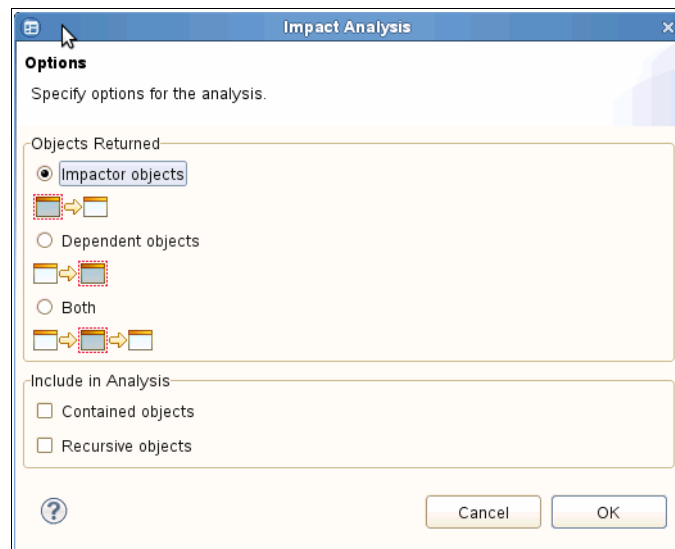 Impact Analysis
Options
Specify options for the analysis.
Objects Returned
Impactor objects
Dependent objects
Both
Include in Analysis
Contained objects
Recursive objects
?
Cancel
OK